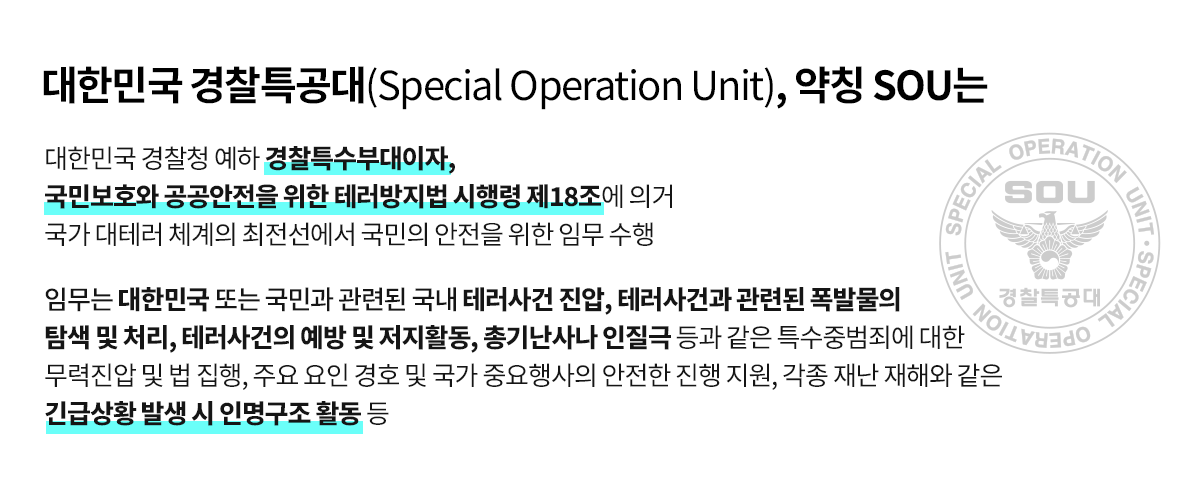 대한민국 경찰특공대(Special Operation Unit), 약칭 SOU는
대한민국 경찰청 예하 경찰특수부대이자,
국민보호와 공공안전을 위한 테러방지법 시행령 제18조에 의거
국가 대테러 체계의 최전선에서 국민의 안전을 위한 임무 수행
임무는 대한민국 또는 국민과 관련된 국내 테러사건 진압, 테러사건과 관련된 폭발물의
탐색 및 처리, 테러사건의 예방 및 저지활동, 총기난사나 인질극 등과 같은 특수중범죄에 대한
무력진압 및 법 집행, 주요 요인 경호 및 국가 중요행사의 안전한 진행 지원, 각종 재난 재해와 같은
긴급상황 발생 시 인명구조 활동 등
SPECIAL OPERATION UNIT · SPECIAL OPERATION UNIT
SOU
경찰특공대